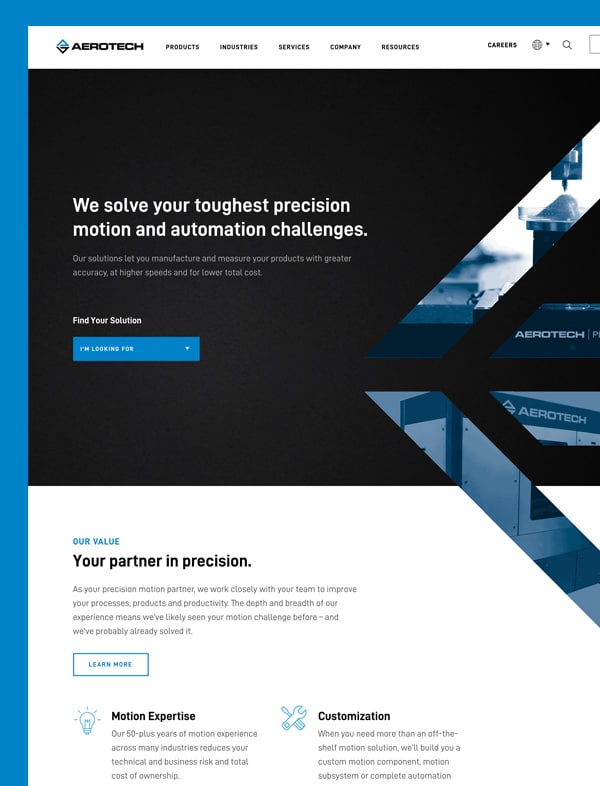 AEROTECH
PRODUCTS
INDUSTRIES
SERVICES
COMPANY
RESOURCES
CAREERS
We solve your toughest precision
motion and automation challenges.
Our solutions let you manufacture and measure your products with greater
accuracy, at higher speeds and for lower total cost.
Find Your Solution
I'M LOOKING FOR
AEROTECH
AEROTECH
OUR VALUE
Your partner in precision.
As your precision motion partner, we work closely with your team to improve
your processes, products and productivity. The depth and breadth of our
experience means we've likely seen your motion challenge before – and
we've probably already solved it.
LEARN MORE
Motion Expertise
Our 50-plus years of motion experience
across many industries reduces your
technical and business risk and total
cost of ownership.
Customization
When you need more than an off-the-
shelf motion solution, we'll build you a
custom motion component, motion
subsystem or complete automation